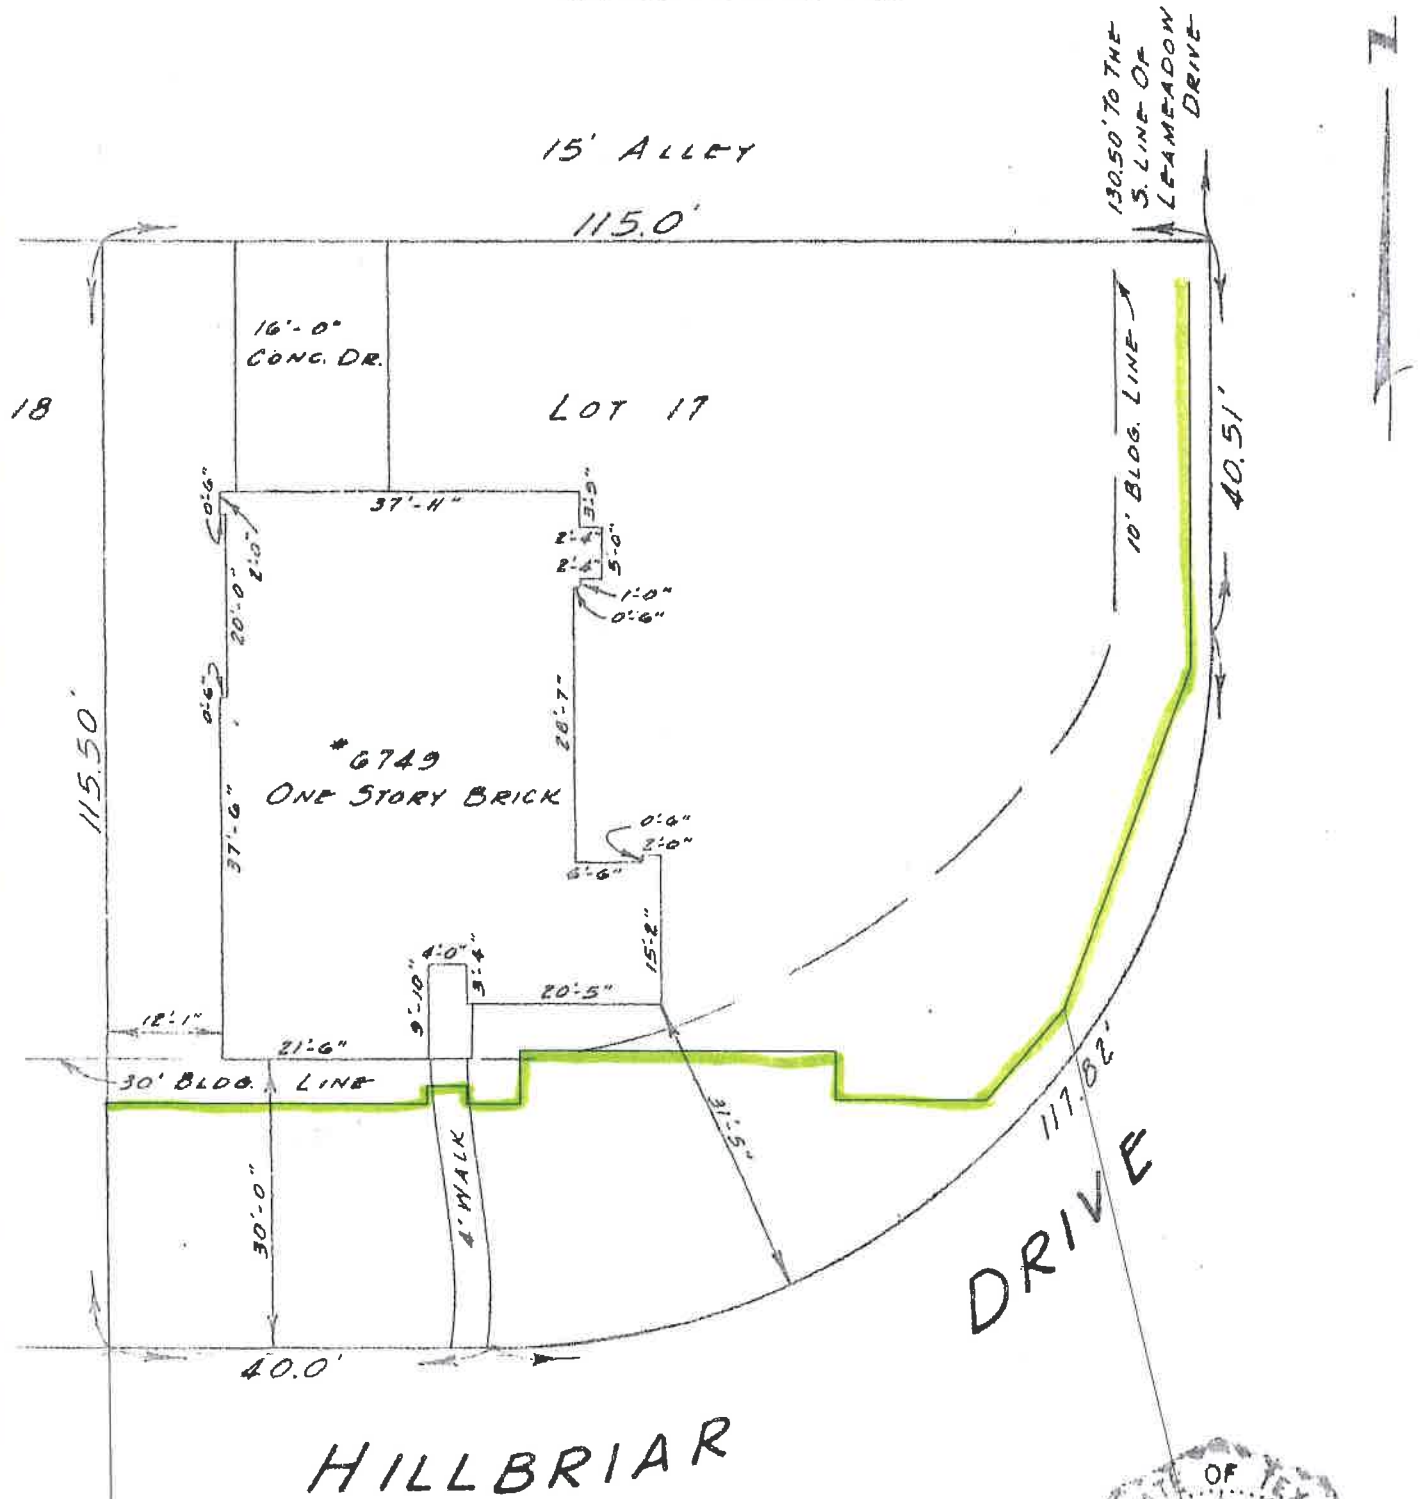 130.50' TO THE
S. LINE OF
LEAMEADOW
DRIVE
15' ALLEY
115.0'
16'-0"
CONC. DR.
18
LOT 17
10' BLDG. LINE
40.51'
0'-6"
37'-11"
3'-9"
2'-4"
5'-0"
2'-4"
1'-0"
0'-6"
2'-0"
20'-0"
0'-6"
28'-7"
115.50'
#6749
ONE STORY BRICK
37'-6"
0'-6"
2'-0"
6'-6"
15'-2"
4'-0"
3'-4"
9'-10"
20'-5"
12'-1"
21'-6"
30' BLDG. LINE
31'-5"
117.82'
30'-0"
4' WALK
40.0'
HILLBRIAR
DRIVE
OF TEX